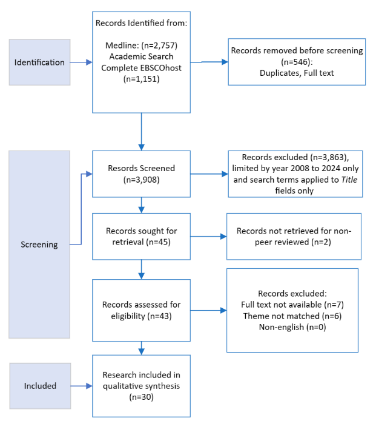 Records Identified from:
Medline: (n=2,757)
Academic Search
Complete EBSCOhost
(n=1,151)
Identification
Records removed before screening
(n=546):
Duplicates, Full text
Screening
Resords Screened
(n=3,908)
Records excluded (n=3,863),
limited by year 2008 to 2024 only
and search terms applied to Title
fields only
Records sought for
retrieval (n=45)
Records not retrieved for non-
peer reviewed (n=2)
Records assessed for
eligibility (n=43)
Records excluded:
Full text not available (n=7)
Theme not matched (n=6)
Non-english (n=0)
Included
Research included in
qualitative synthesis
(n=30)